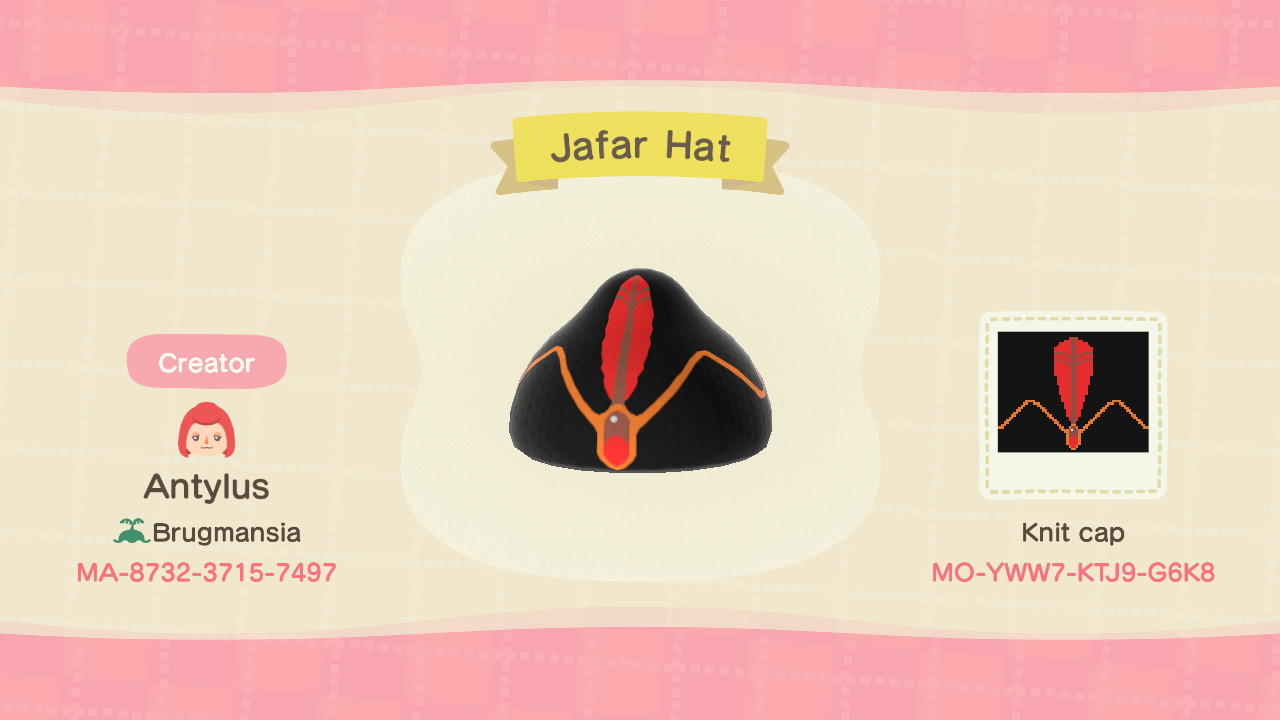 Jafar Hat
Creator
Antylus
Brugmansia
MA-8732-3715-7497
Knit cap
MO-YWW7-KTJ9-G6K8